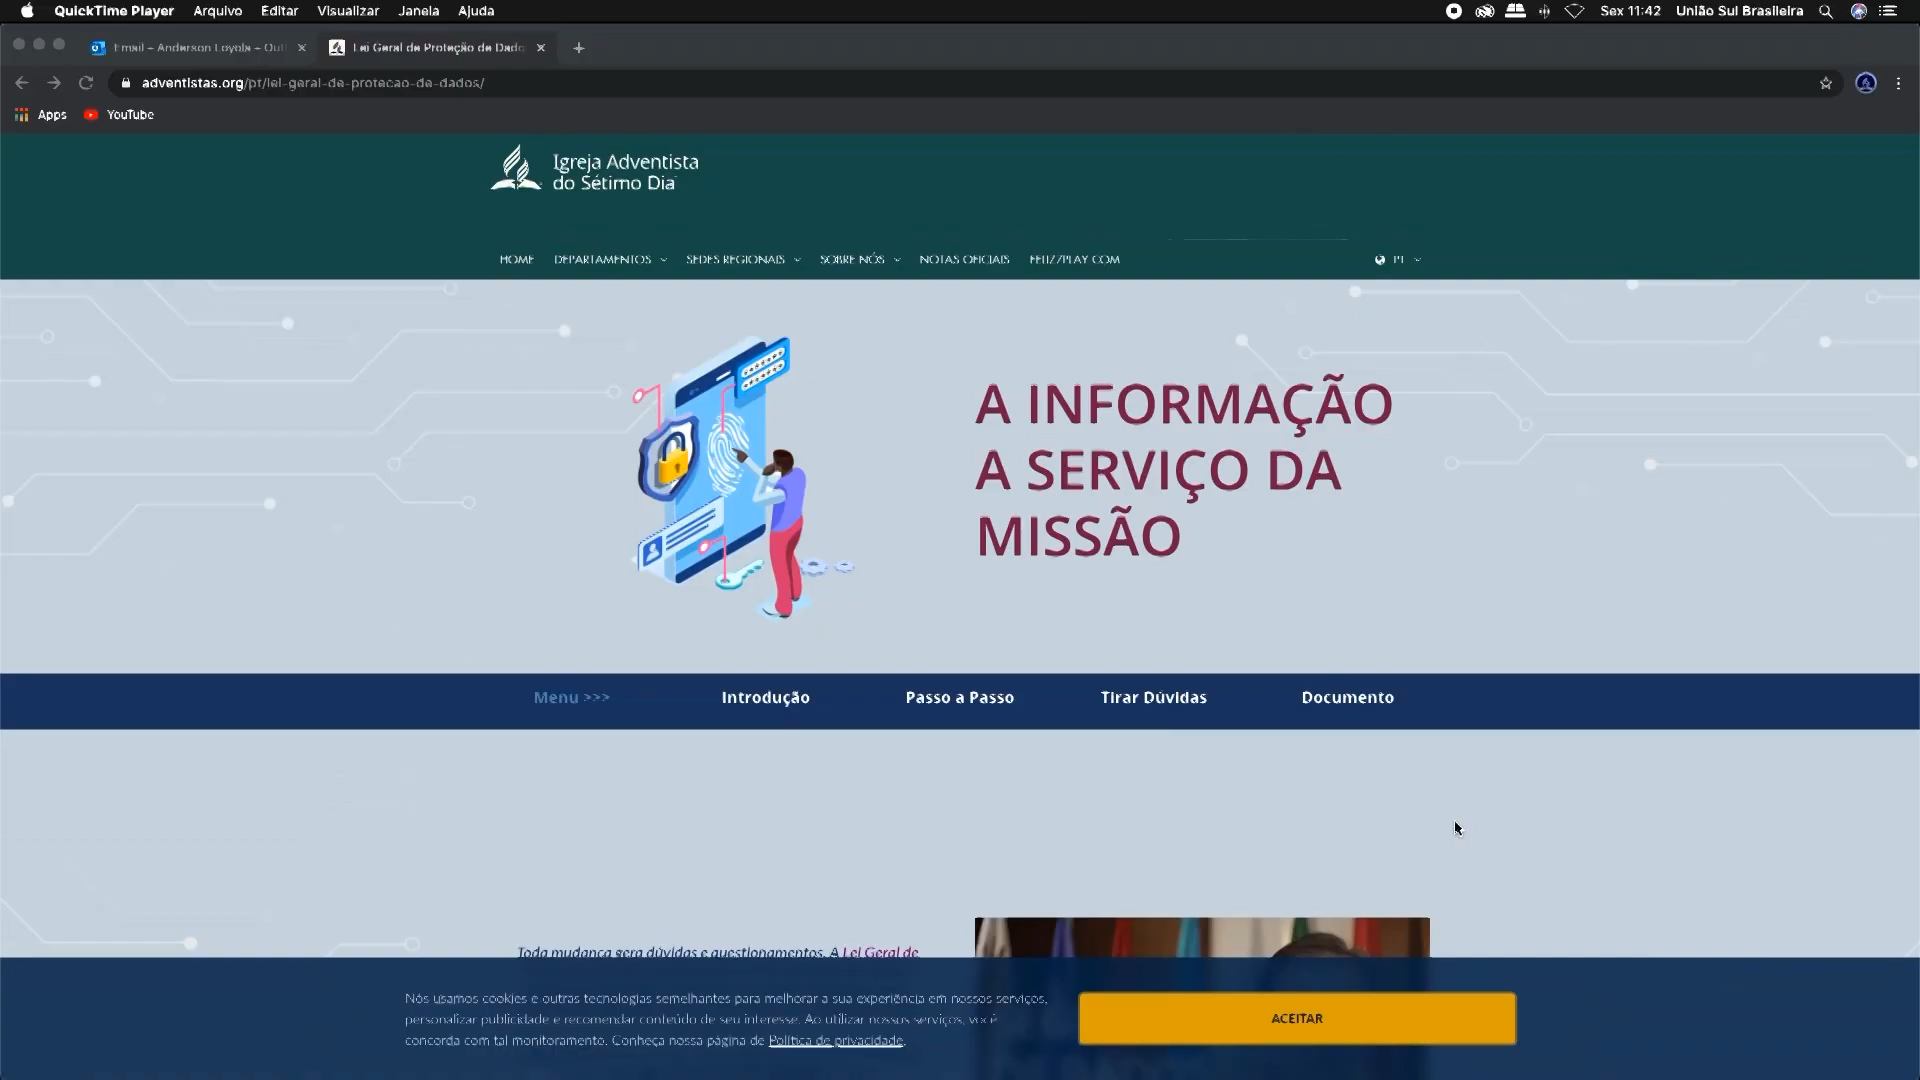 QuickTime Player Arquivo Editar Visualizar Janela Ajuda Sex 11:42 União Sul Brasileira
Email – Anderson Loyola – Out Lei Geral de Proteção de Dado
adventistas.org/pt/lei-geral-de-protecao-de-dados/
Apps YouTube
Igreja Adventista
do Sétimo Dia
HOME DEPARTAMENTOS SEDES REGIONAIS SOBRE NÓS NOTAS OFICIAIS FELIZ7PLAY.COM PT
A INFORMAÇÃO
A SERVIÇO DA
MISSÃO
Menu >>> Introdução Passo a Passo Tirar Dúvidas Documento
Toda mudança gera dúvidas e questionamentos. A Lei Geral de
Nós usamos cookies e outras tecnologias semelhantes para melhorar a sua experiência em nossos serviços,
personalizar publicidade e recomendar conteúdo de seu interesse. Ao utilizar nossos serviços, você
concorda com tal monitoramento. Conheça nossa página de Política de privacidade.
ACEITAR